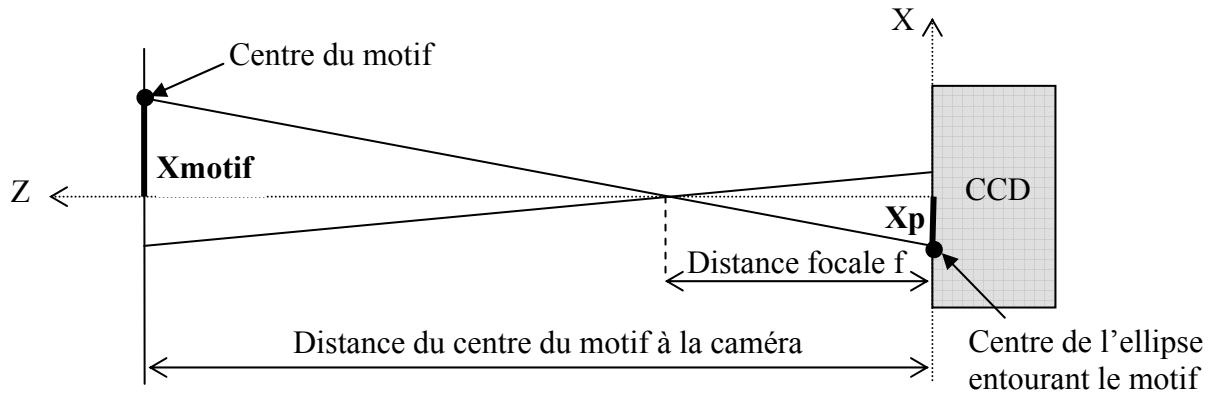 X
Centre du motif
Xmotif
Z
CCD
Xp
Distance focale f
Distance du centre du motif à la caméra
Centre de l’ellipse
entourant le motif